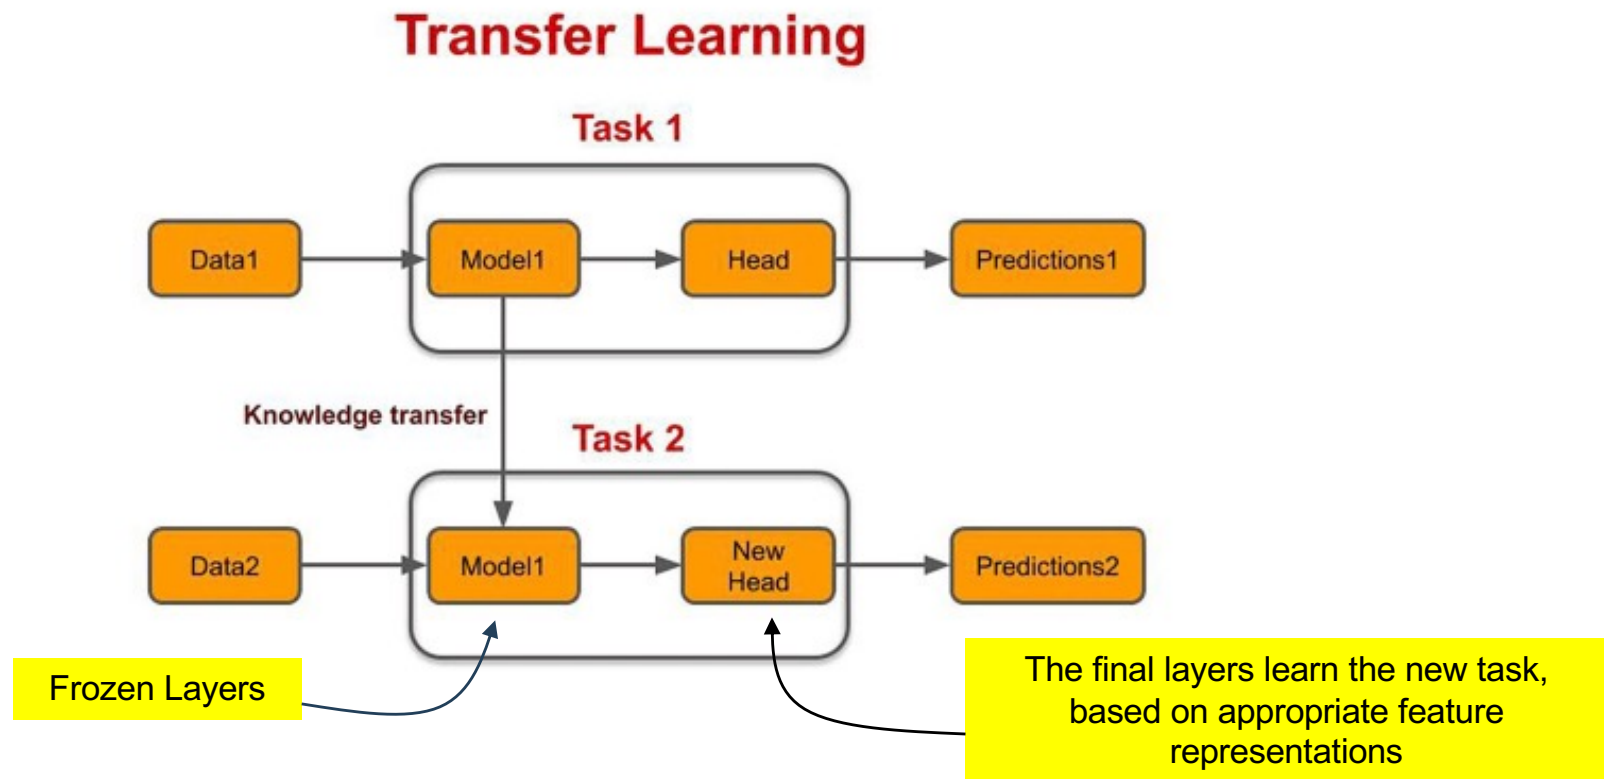 Transfer Learning
Task 1
Data1
Model1
Head
Predictions1
Knowledge transfer
Task 2
Data2
Model1
New
Head
Predictions2
Frozen Layers
The final layers learn the new task,
based on appropriate feature
representations